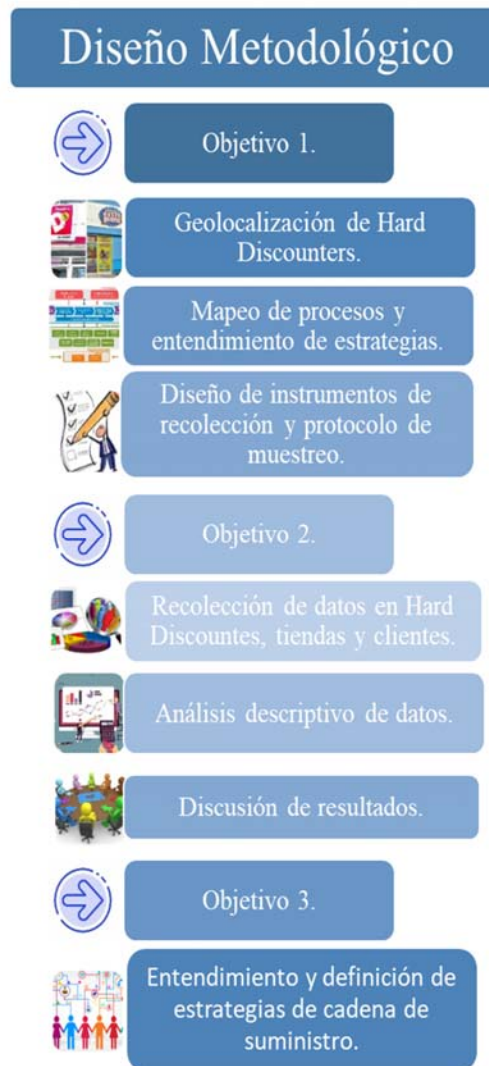 Diseño Metodológico
Objetivo 1.
Geolocalización de Hard
Discounters.
Mapeo de procesos y
entendimiento de estrategias.
Diseño de instrumentos de
recolección y protocolo de
muestreo.
Objetivo 2.
Recolección de datos en Hard
Discountes, tiendas y clientes.
Análisis descriptivo de datos.
Discusión de resultados.
Objetivo 3.
Entendimiento y definición de
estrategias de cadena de
suministro.